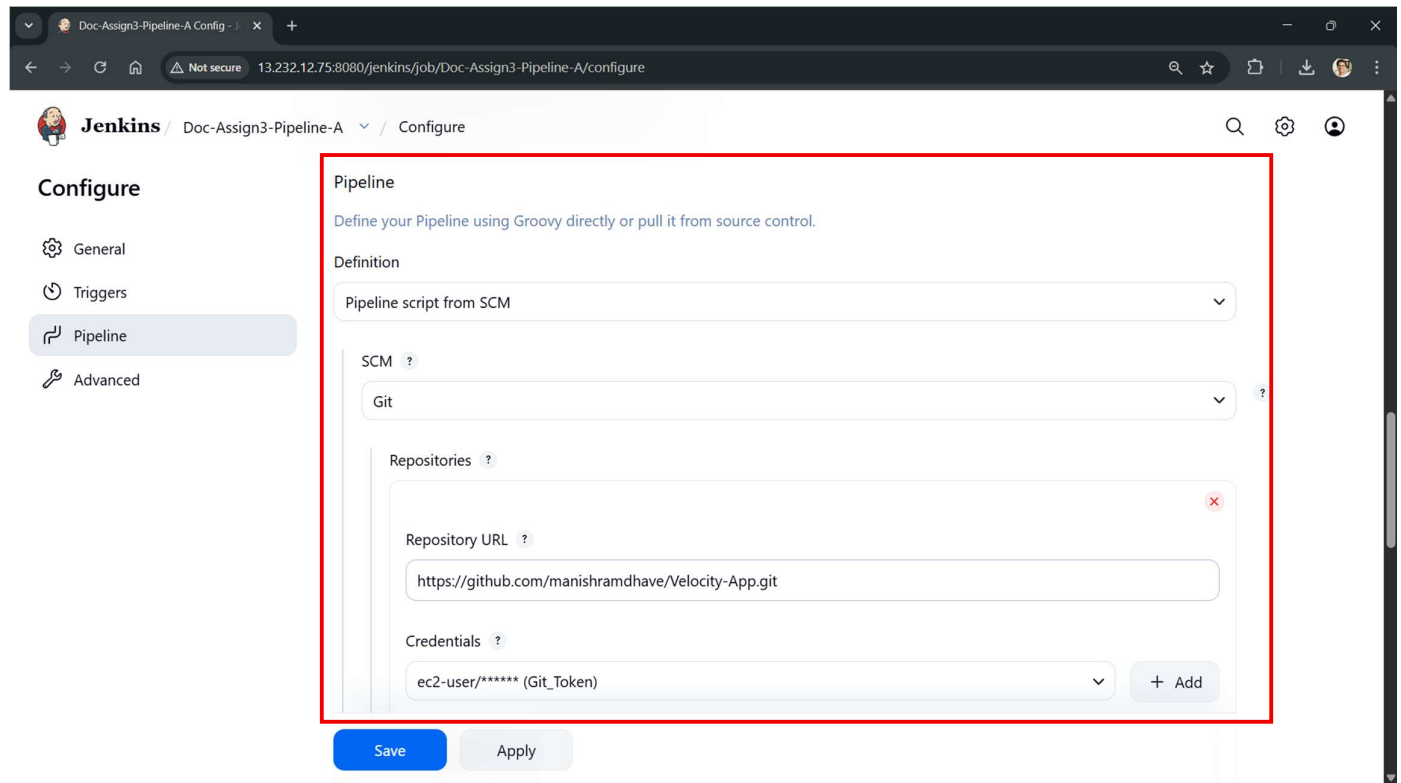 Doc-Assign3-Pipeline-A Config - J
Not secure 13.232.12.75:8080/jenkins/job/Doc-Assign3-Pipeline-A/configure
Jenkins / Doc-Assign3-Pipeline-A / Configure
Configure
General
Triggers
Pipeline
Advanced
Pipeline
Define your Pipeline using Groovy directly or pull it from source control.
Definition
Pipeline script from SCM
SCM ?
Git
?
Repositories ?
Repository URL ?
https://github.com/manishramdhave/Velocity-App.git
Credentials ?
ec2-user/****** (Git_Token)
+ Add
Save Apply